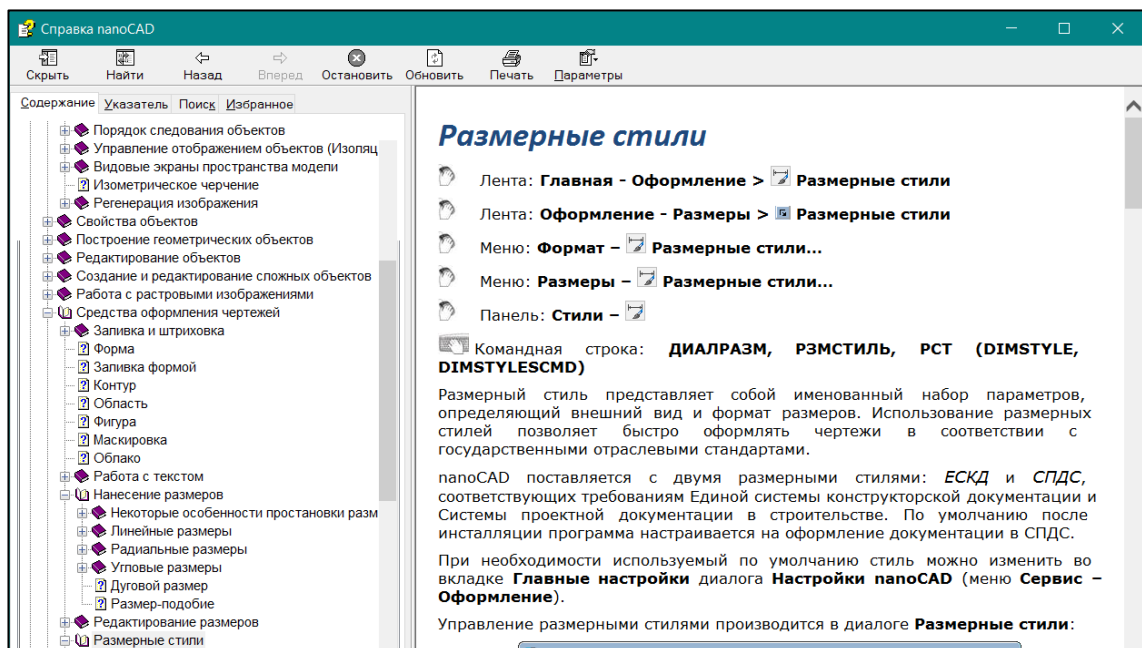 Справка nanoCAD
Скрыть Найти Назад Вперед Остановить Обновить Печать Параметры
Содержание Указатель Поиск Избранное
Порядок следования объектов
Управление отображением объектов (Изоляц
Видовые экраны пространства модели
Изометрическое черчение
Регенерация изображения
Свойства объектов
Построение геометрических объектов
Редактирование объектов
Создание и редактирование сложных объектов
Работа с растровыми изображениями
Средства оформления чертежей
Заливка и штриховка
Форма
Заливка формой
Контур
Область
Фигура
Маскировка
Облако
Работа с текстом
Нанесение размеров
Некоторые особенности простановки разм
Линейные размеры
Радиальные размеры
Угловые размеры
Дуговой размер
Размер-подобие
Редактирование размеров
Размерные стили
Размерные стили
Лента: Главная - Оформление > Размерные стили
Лента: Оформление - Размеры > Размерные стили
Меню: Формат – Размерные стили...
Меню: Размеры – Размерные стили...
Панель: Стили –
Командная строка: ДИАЛРАЗМ, РЗМСТИЛЬ, РСТ (DIMSTYLE,
DIMSTYLESCMD)
Размерный стиль представляет собой именованный набор параметров,
определяющий внешний вид и формат размеров. Использование размерных
стилей позволяет быстро оформлять чертежи в соответствии с
государственными отраслевыми стандартами.
nanoCAD поставляется с двумя размерными стилями: ЕСКД и СПДС,
соответствующих требованиям Единой системы конструкторской документации и
Системы проектной документации в строительстве. По умолчанию после
инсталляции программа настраивается на оформление документации в СПДС.
При необходимости используемый по умолчанию стиль можно изменить во
вкладке Главные настройки диалога Настройки nanoCAD (меню Сервис –
Оформление).
Управление размерными стилями производится в диалоге Размерные стили: